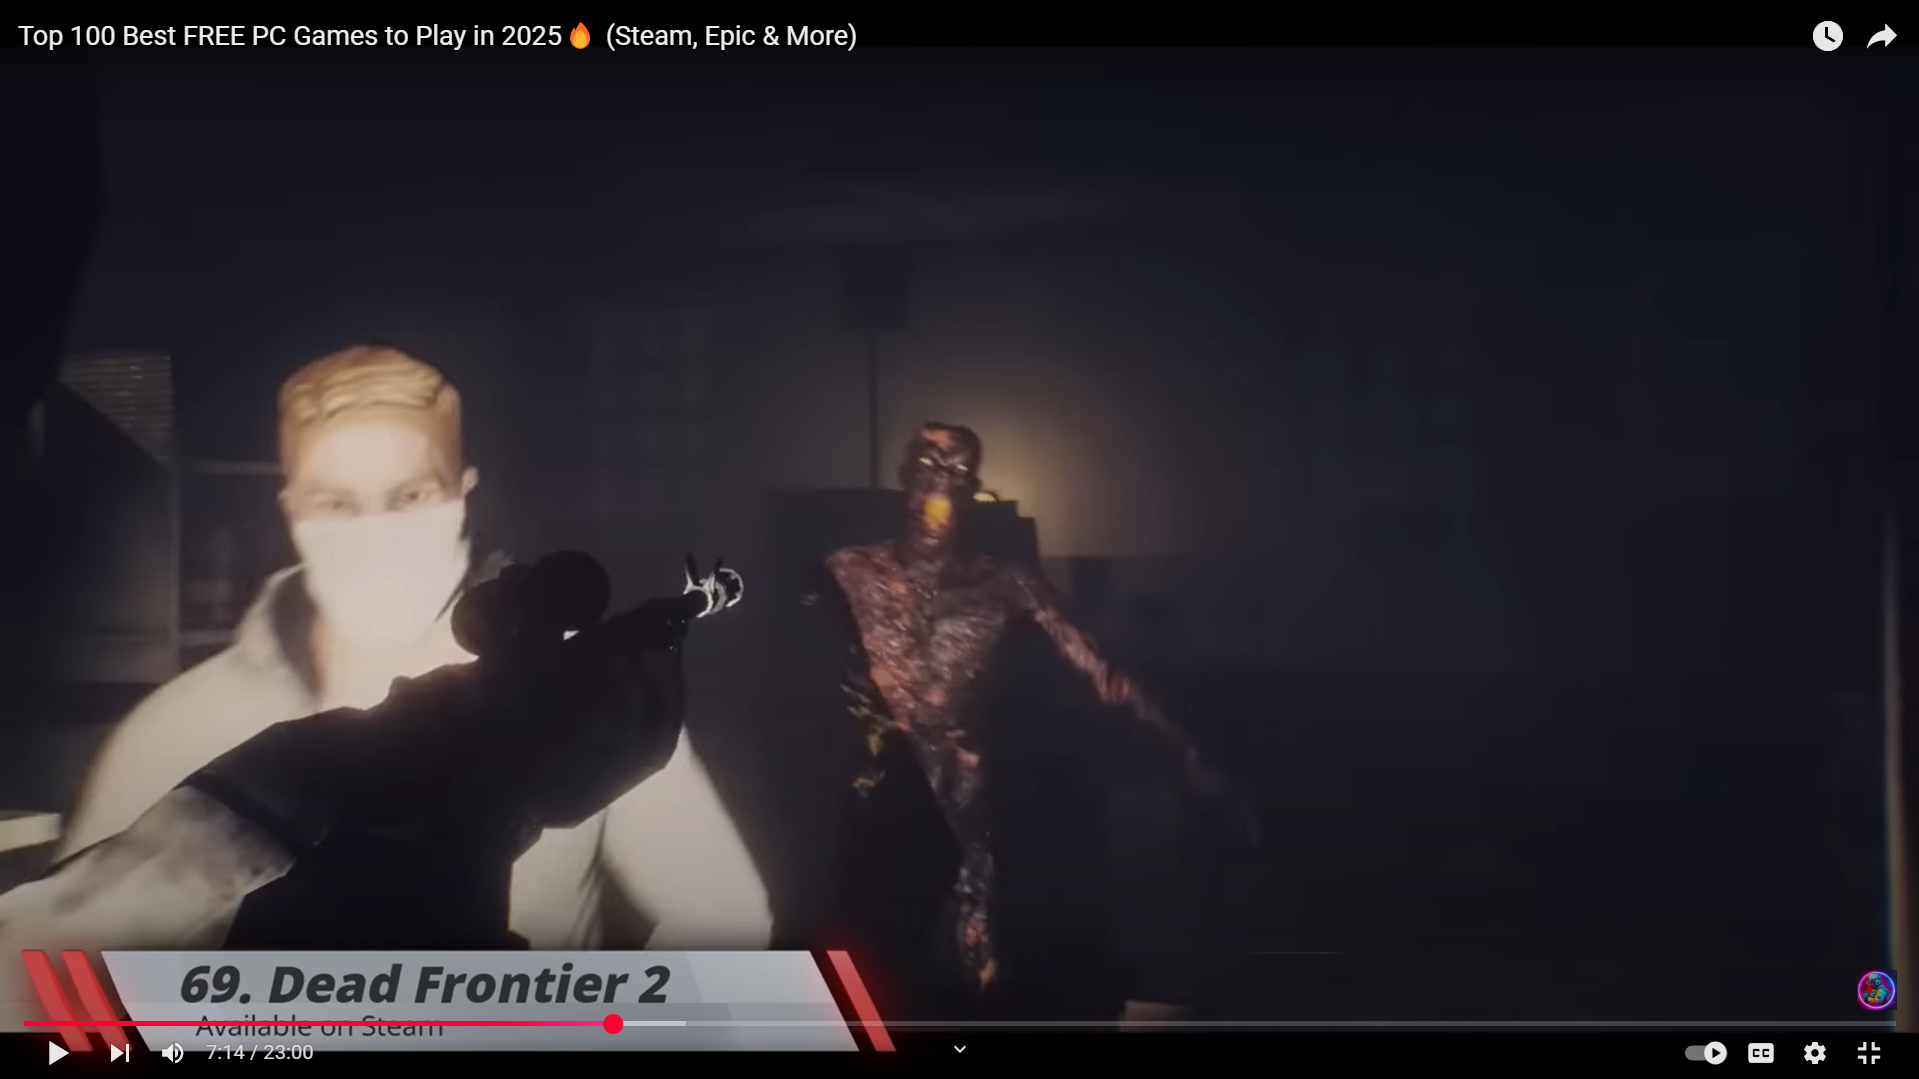 Top 100 Best FREE PC Games to Play in 2025🔥 (Steam, Epic & More)
69. Dead Frontier 2
Available on Steam
7:14 / 23:00
CC